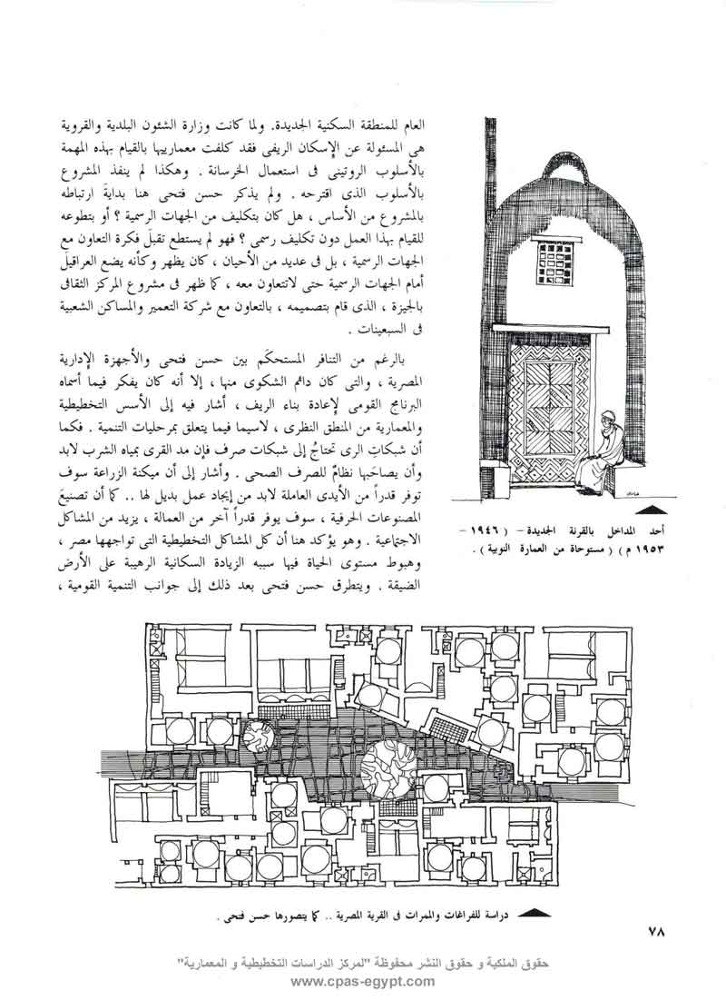 العام للمنطقة السكنية الجديدة. ولما كانت وزارة الشئون البلدية والقروية
هى المسئولة عن الإسكان الريفى فقد كلفت معمارييها بالقيام بهذه المهمة
بالأسلوب الروتينى فى استعمال الخرسانة . وهكذا لم ينفذ المشروع
بالأسلوب الذى اقترحه . ولم يذكر حسن فتحى هنا بدايةَ ارتباطه
بالمشروع من الأساس ، هل كان بتكليف من الجهات الرسمية ؟ أو بتطوعه
للقيام بهذا العمل دون تكليف رسمى ؟ فهو لم يستطع تقبلَ فكرة التعاون مع
الجهات الرسمية ، بل فى عديد من الأحيان ، كان يظهر وكأنه يضع العراقيلَ
أمام الجهات الرسمية حتى لاتتعاون معه ، كما ظهر فى مشروع المركز الثقافى
بالجيزة ، الذى قام بتصميمه ، بالتعاون مع شركة التعمير والمساكن الشعبية
فى السبعينات .
بالرغم من التنافر المستحكَم بين حسن فتحى والأجهزة الإدارية
المصرية ، والتى كان دائم الشكوى منها ، إلا أنه كان يفكر فيما أسماه
البرنامج القومى لإعادة بناء الريف ، أشار فيه إلى الأسس التخطيطية
والمعمارية من المنطق النظرى ، لاسيما فيما يتعلق بمرحليات التنمية . فكما
أن شبكاتِ الرى تحتاجُ إلى شبكات صرف فإن مد القرى بمياه الشرب لابد
وأن يصاحَبها نظامٌ للصرف الصحى . وأشار إلى أن ميكنة الزراعة سوف
توفر قدراً من الأيدى العاملة لابد من إيجاد عمل بديل لها .. كما أن تصنيعَ
المصنوعات الحرفية ، سوف يوفر قدراً آخر من العمالة ، يزيد من المشاكل
الاجتماعية . وهو يؤكد هنا أن كل المشاكل التخطيطية التى تواجهها مصر ،
وهبوط مستوى الحياة فيها سببه الزيادة السكانية الرهيبة على الأرض
الضيقة . ويتطرق حسن فتحى بعد ذلك إلى جوانب التنمية القومية ،
أحد المداخل بالقرنة الجديدة – ( ١٩٤٦ –
١٩٥٣ م ) ( مستوحاة من العمارة النوبية ) .
دراسة للفراغات والممرات فى القرية المصرية .. كما يتصورها حسن فتحى .
٧٨
حقوق الملكية و حقوق النشر محفوظة "لمركز الدراسات التخطيطية و المعمارية"
www.cpas-egypt.com